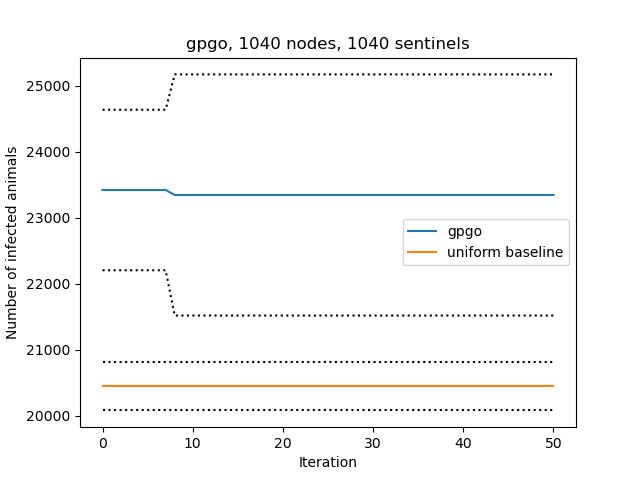 gpgo, 1040 nodes, 1040 sentinels
Number of infected animals
25000
24000
23000
22000
21000
20000
gpgo
uniform baseline
0 10 20 30 40 50
Iteration